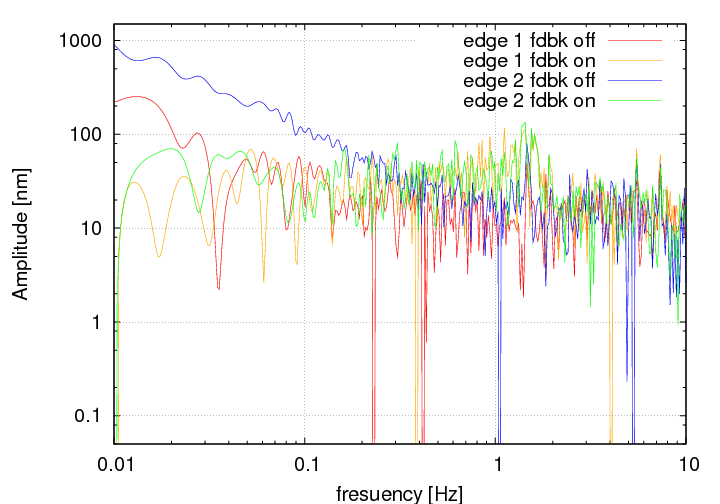 1000
100
10
1
0.1
Amplitude [nm]
edge 1 fdbk off
edge 1 fdbk on
edge 2 fdbk off
edge 2 fdbk on
0.01
0.1
1
10
fresuency [Hz]